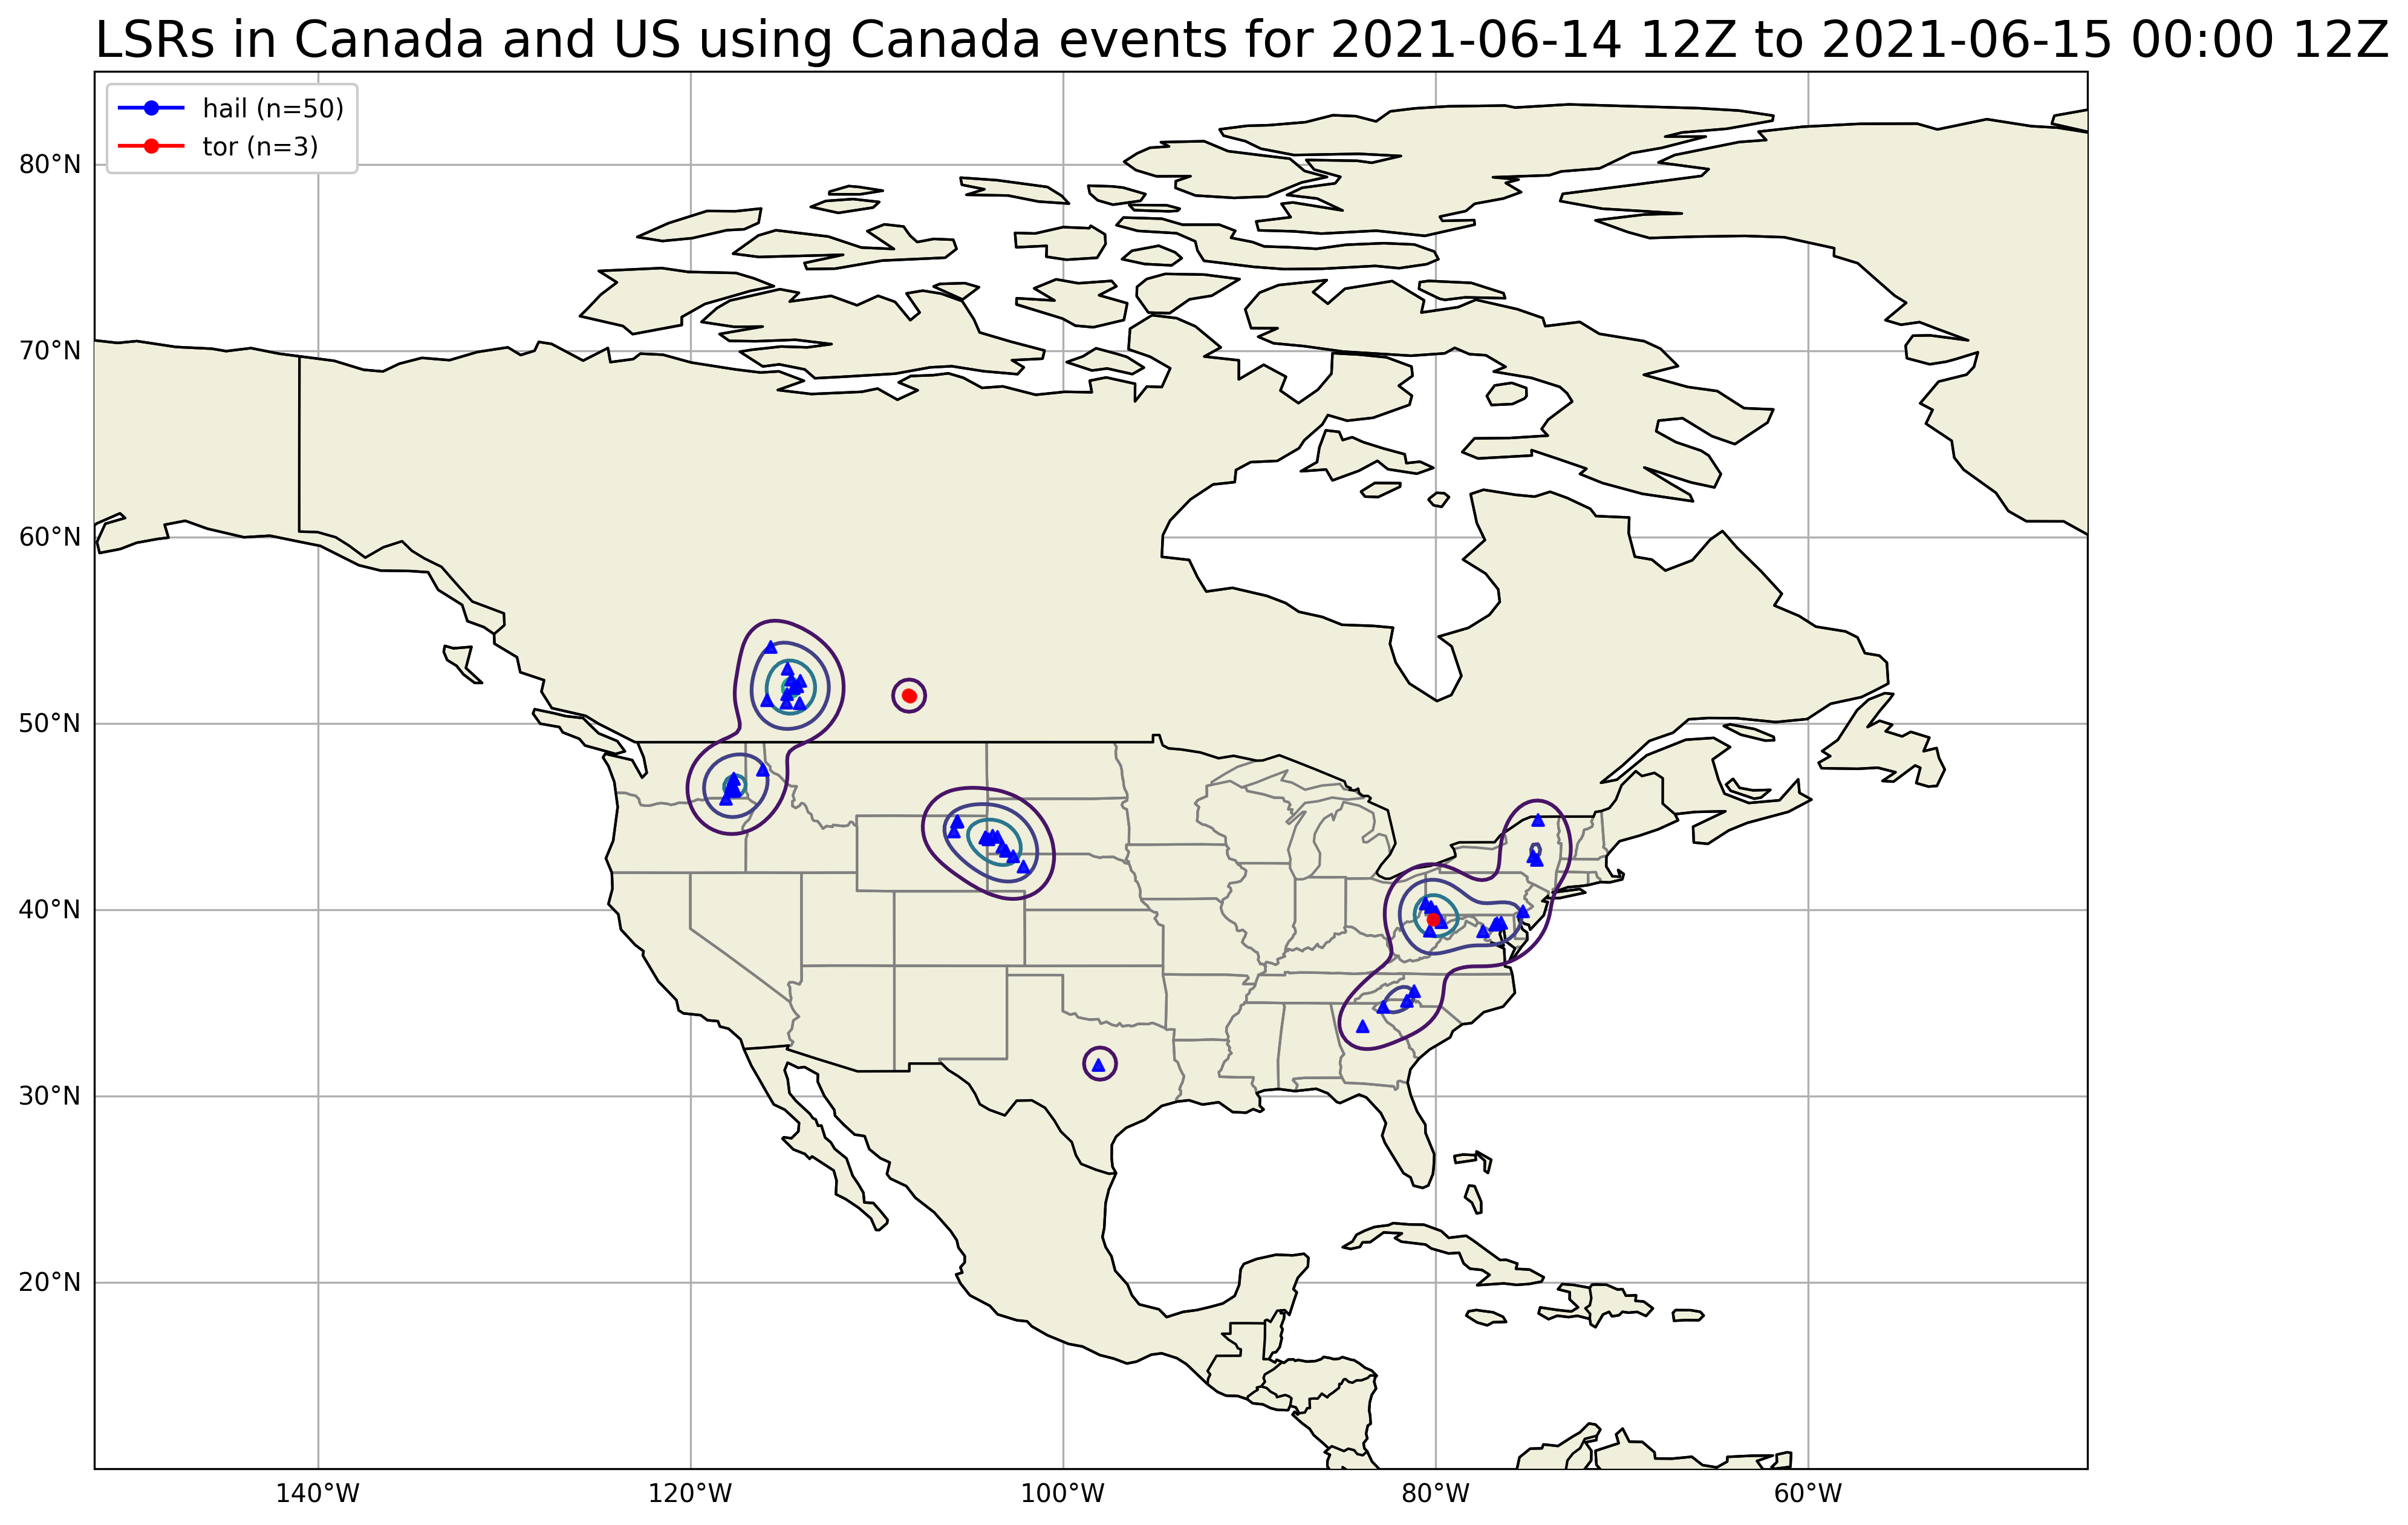 LSRs in Canada and US using Canada events for 2021-06-14 12Z to 2021-06-15 00:00 12Z
hail (n=50)
tor (n=3)
80°N
70°N
60°N
50°N
40°N
30°N
20°N
140°W 120°W 100°W 80°W 60°W